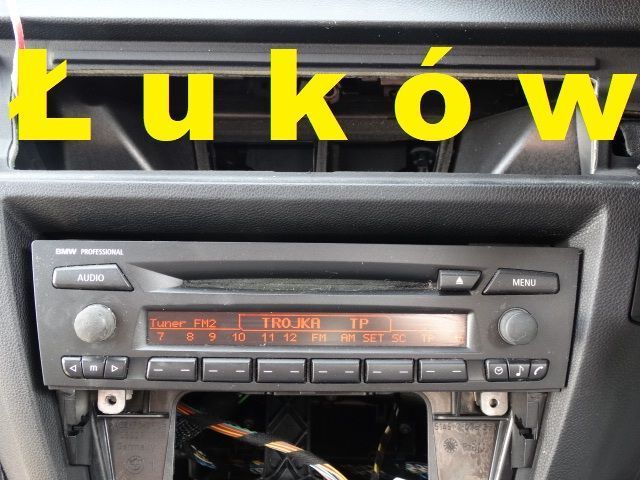 Łuków
BMW PROFESSIONAL
AUDIO
MENU
Tuner FM2 TROJKA TP
7 8 9 10 11 12 FM AM SET SC TP
m